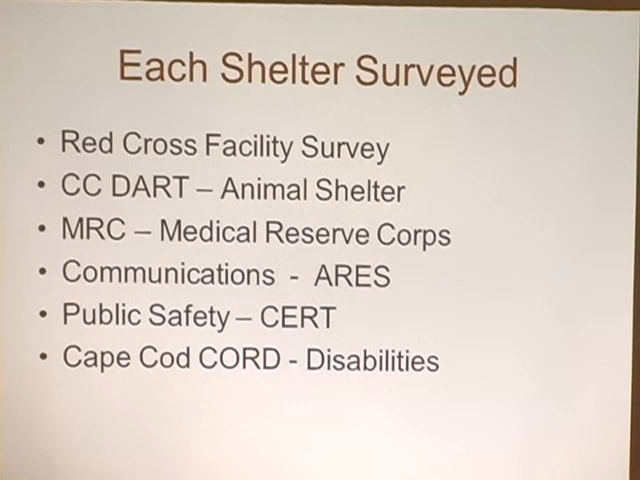 Each Shelter Surveyed
• Red Cross Facility Survey
• CC DART – Animal Shelter
• MRC – Medical Reserve Corps
• Communications - ARES
• Public Safety – CERT
• Cape Cod CORD - Disabilities